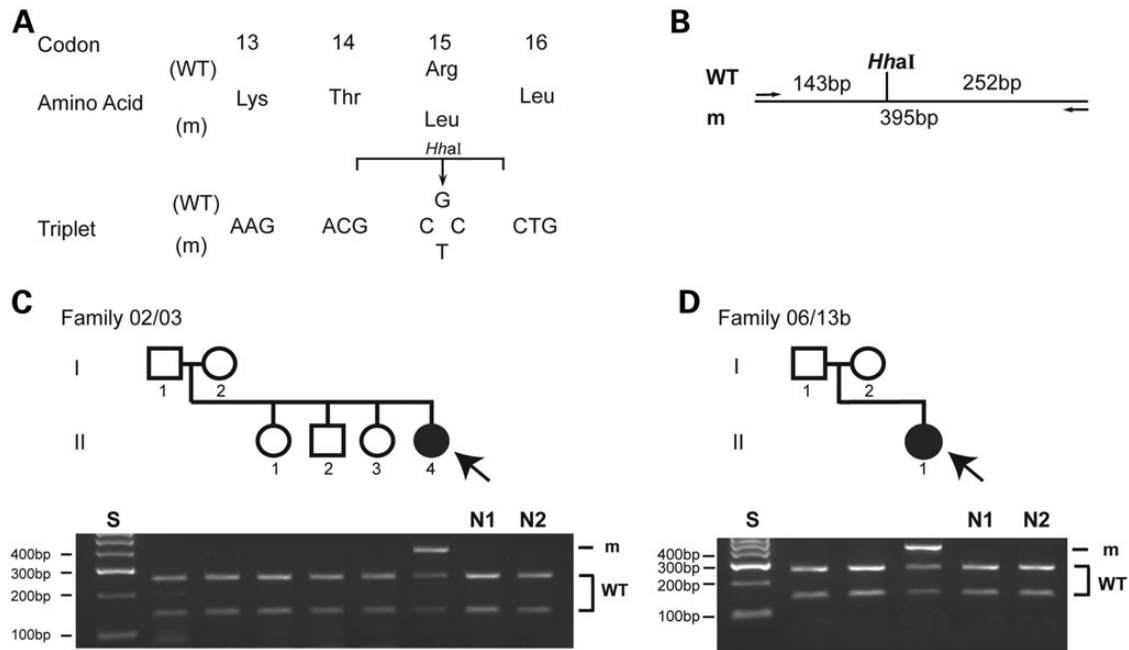 A
Codon 13 14 15 16
(WT) Arg
Amino Acid Lys Thr Leu
(m) Leu
HhaI
(WT) G
Triplet AAG ACG C C CTG
(m) T
B
HhaI
WT 143bp 252bp
m 395bp
C
Family 02/03
I
1 2
II
1 2 3 4
S N1 N2
400bp m
300bp
WT
200bp
100bp
D
Family 06/13b
I
1 2
II
1
S N1 N2
400bp m
300bp
WT
200bp
100bp